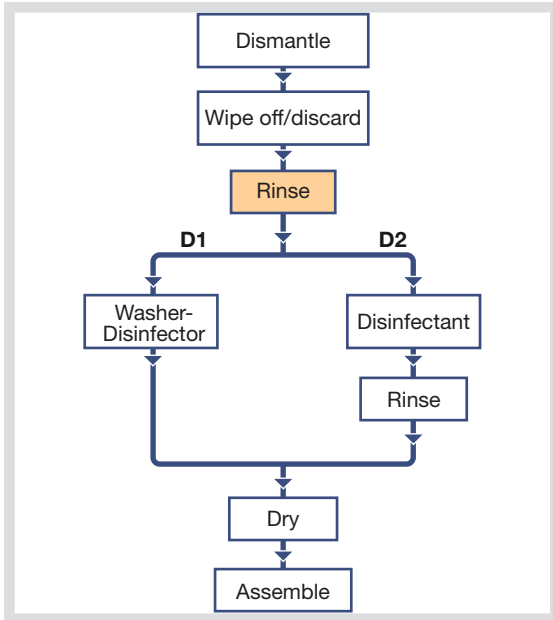 Dismantle
Wipe off/discard
Rinse
D1
D2
Washer-
Disinfector
Disinfectant
Rinse
Dry
Assemble